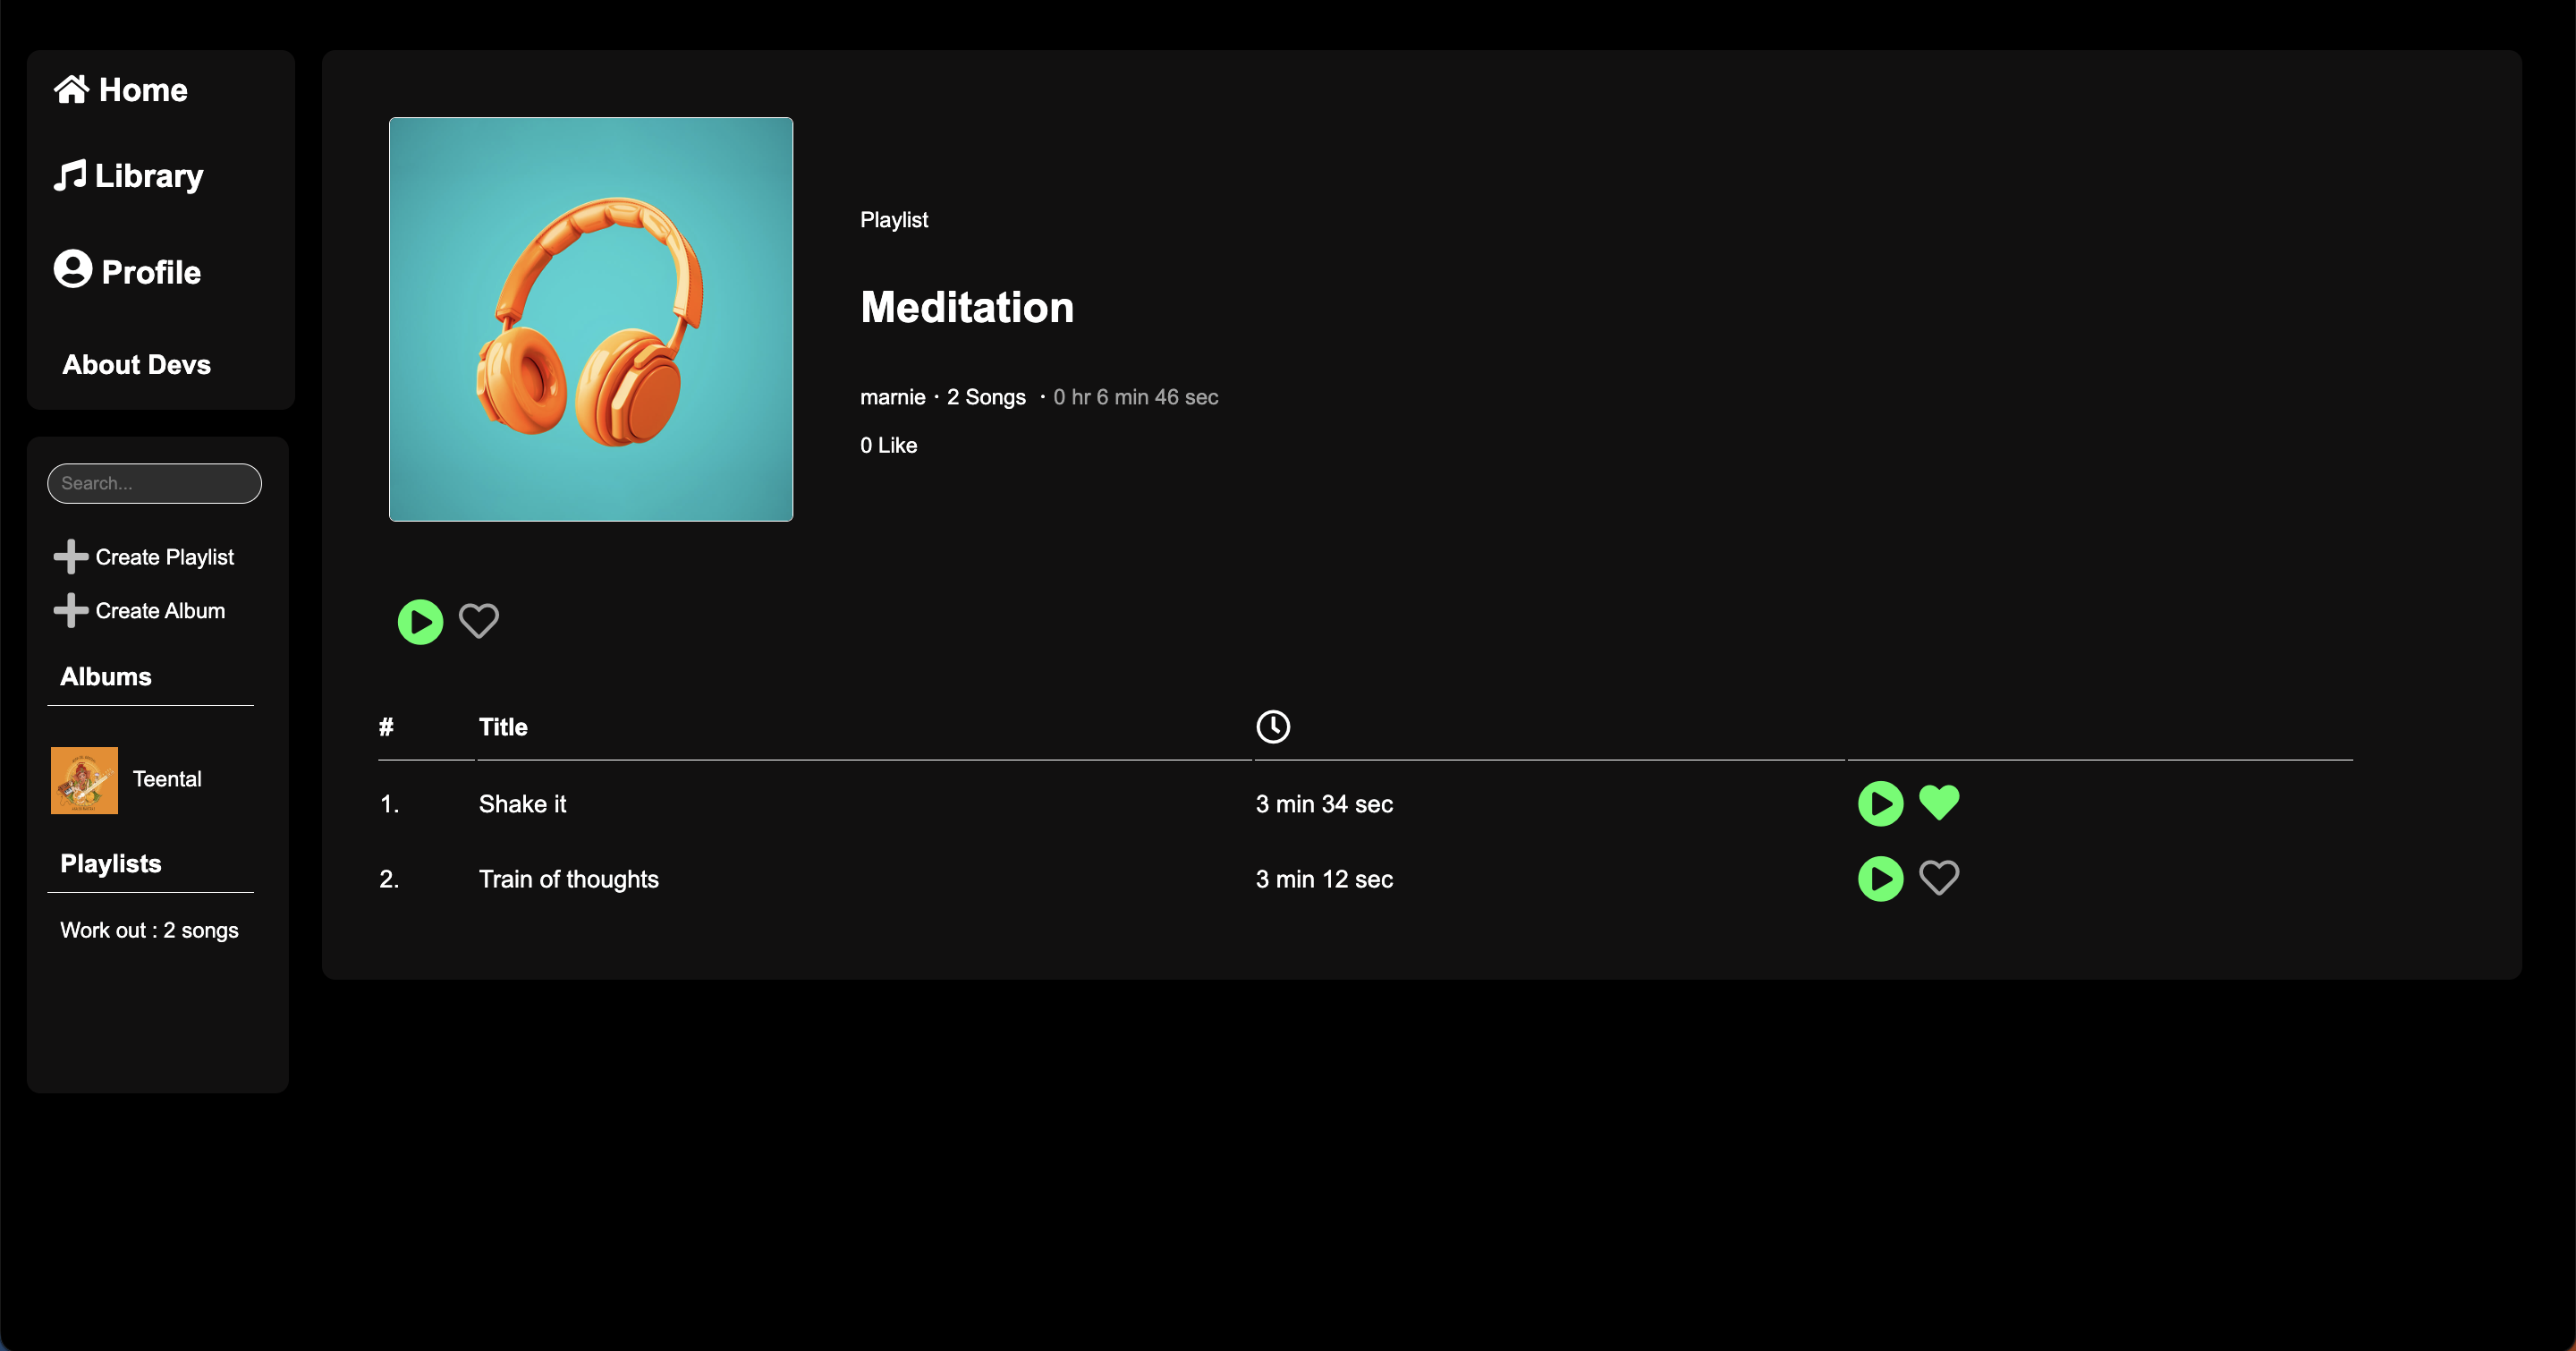 Home
Library
Profile
About Devs
Search...
Create Playlist
Create Album
Albums
Teental
Playlists
Work out : 2 songs
Playlist
Meditation
marnie · 2 Songs · 0 hr 6 min 46 sec
0 Like
# Title
1. Shake it 3 min 34 sec
2. Train of thoughts 3 min 12 sec